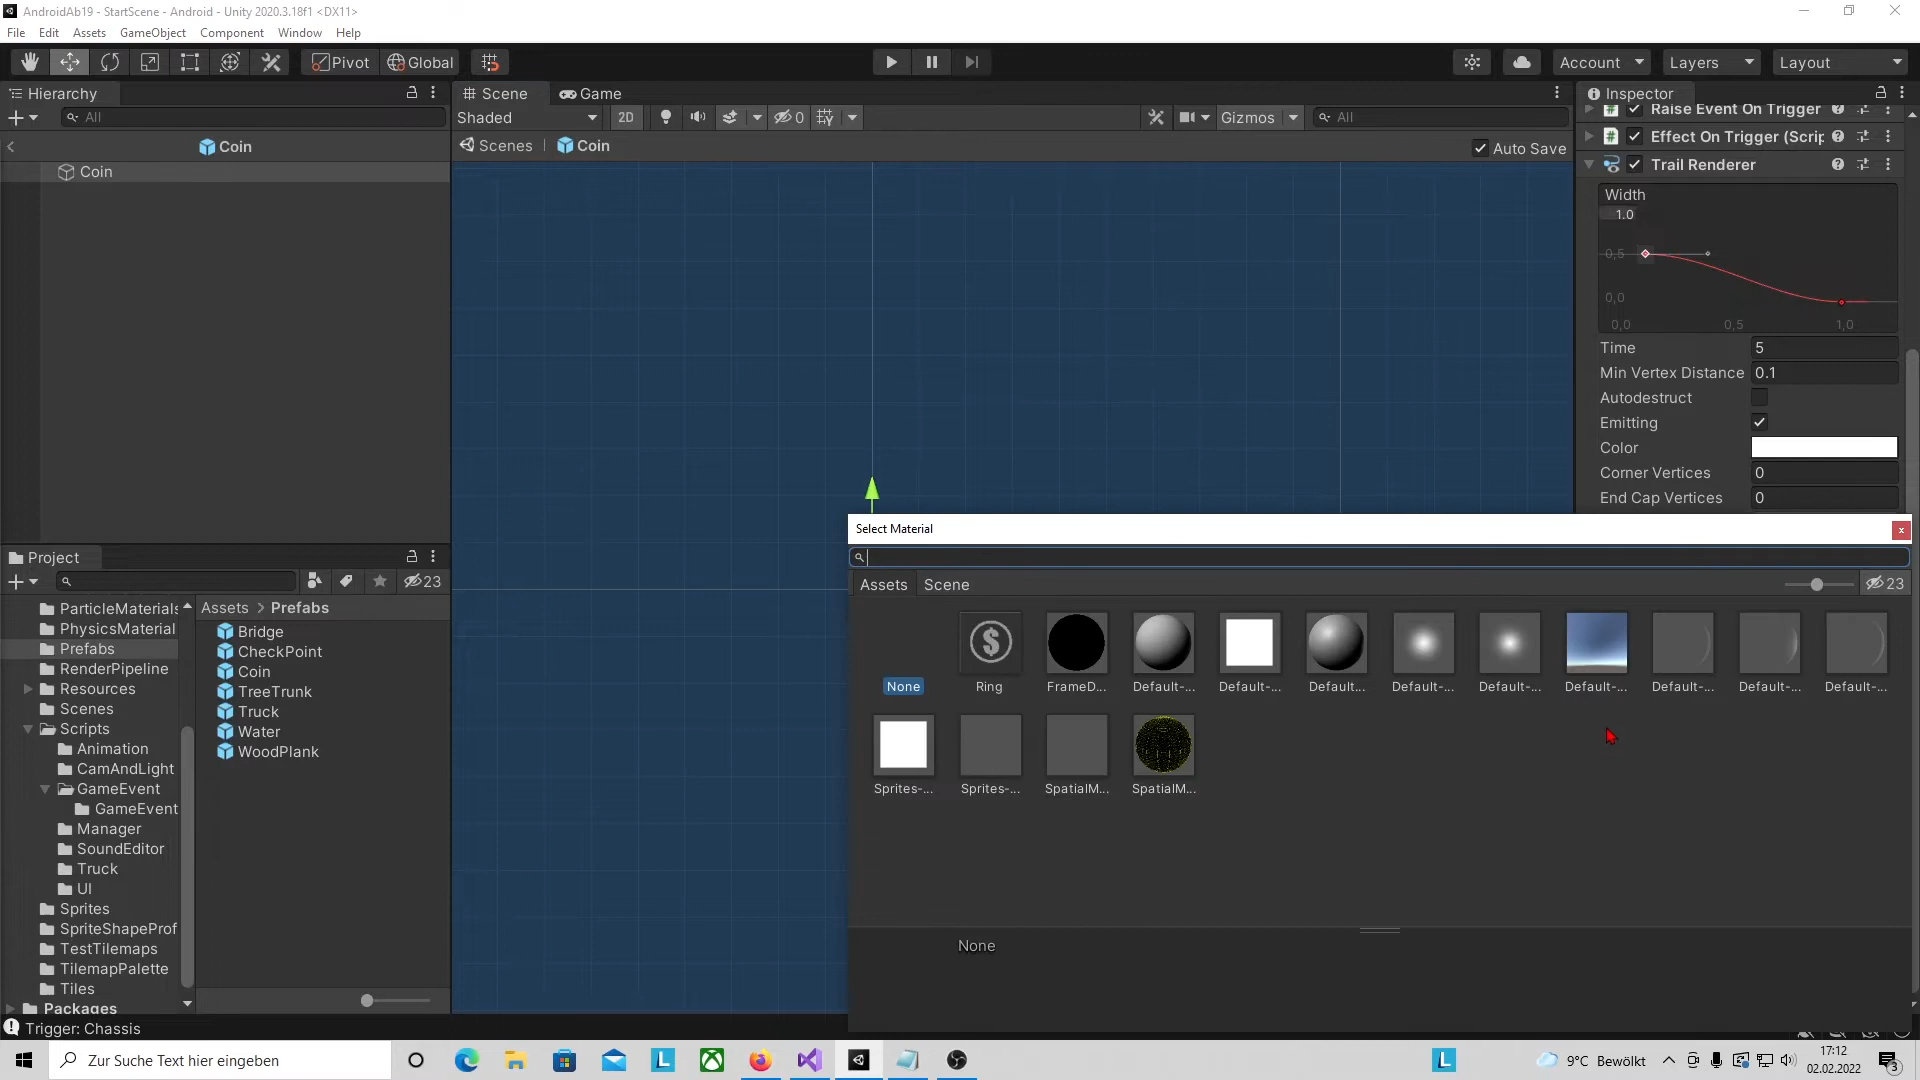 AndroidAb19 - StartScene - Android - Unity 2020.3.18f1 <DX11>
File Edit Assets GameObject Component Window Help
Pivot Global Account Layers Layout
Hierarchy
All
Coin
Coin
Scene Game
Shaded 2D 0 Gizmos All
Scenes Coin Auto Save
Inspector
Raise Event On Trigger
Effect On Trigger (Scrip
Trail Renderer
Width
1.0
0,5
0,0
0,0 0,5 1,0
Time 5
Min Vertex Distance 0.1
Autodestruct
Emitting
Color
Corner Vertices 0
End Cap Vertices 0
Project
23
ParticleMaterials
PhysicsMaterial
Prefabs
RenderPipeline
Resources
Scenes
Scripts
Animation
CamAndLight
GameEvent
GameEvent
Manager
SoundEditor
Truck
UI
Sprites
SpriteShapeProf
TestTilemaps
TilemapPalette
Tiles
Packages
Assets > Prefabs
Bridge
CheckPoint
Coin
TreeTrunk
Truck
Water
WoodPlank
Select Material
x
Assets Scene 23
None Ring FrameD... Default-... Default-... Default... Default-... Default-... Default-... Default-... Default-... Default-...
Sprites-... Sprites-... SpatialM... SpatialM...
None
Trigger: Chassis
Zur Suche Text hier eingeben
9°C Bewölkt
17:12
02.02.2022
3